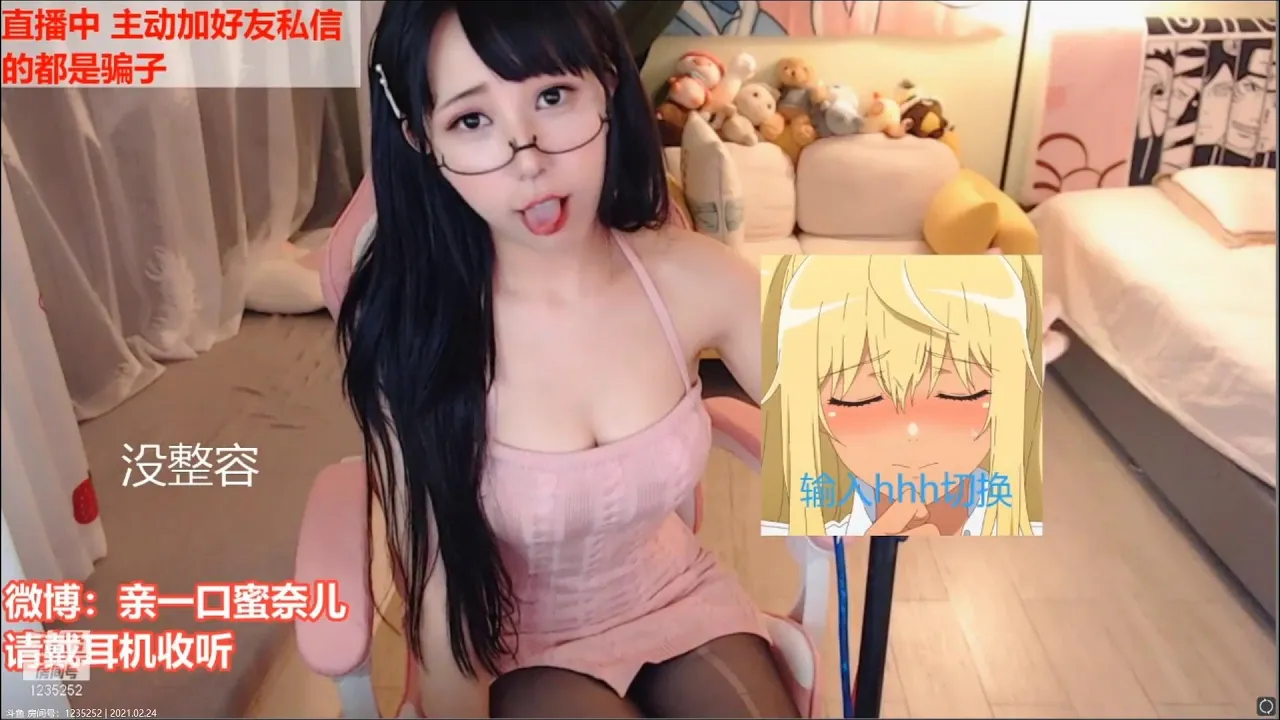 直播中 主动加好友私信
的都是骗子
没整容
输入hhh切换
微博：亲一口蜜奈儿
请戴耳机收听
房间号
1235252
斗鱼 房间号：1235252 | 2021.02.24